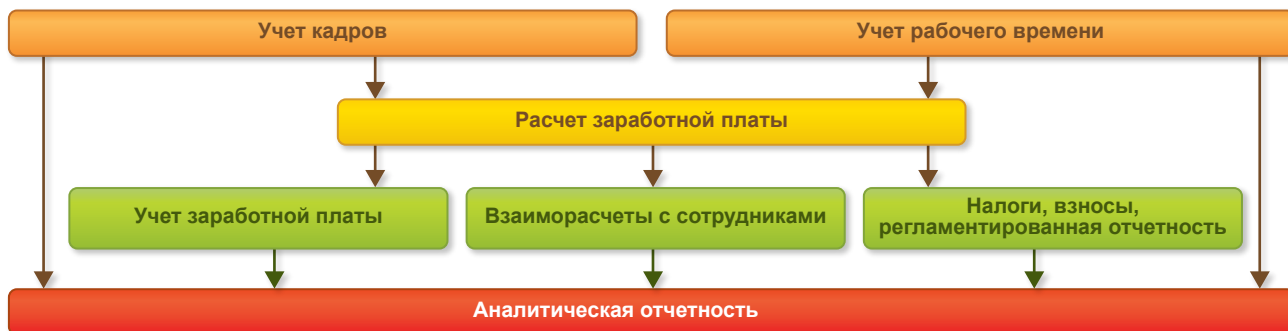 Учет кадров
Учет рабочего времени
Расчет заработной платы
Учет заработной платы
Взаиморасчеты с сотрудниками
Налоги, взносы,
регламентированная отчетность
Аналитическая отчетность